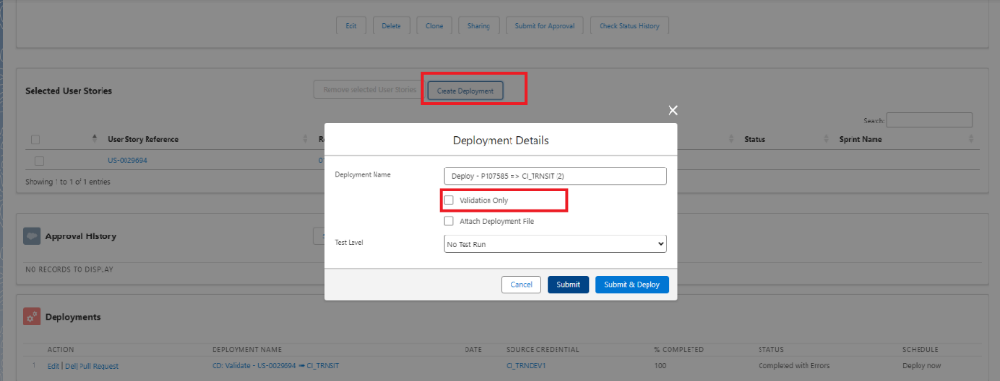 Edit Delete Clone Sharing Submit for Approval Check Status History
Selected User Stories Remove selected User Stories Create Deployment
Search:
User Story Reference Status Sprint Name
US-0029694
Showing 1 to 1 of 1 entries
Deployment Details
Deployment Name Deploy - P107585 => CI_TRNSIT (2)
Validation Only
Attach Deployment File
Test Level No Test Run
Cancel Submit Submit & Deploy
Approval History
NO RECORDS TO DISPLAY
Deployments
ACTION DEPLOYMENT NAME DATE SOURCE CREDENTIAL % COMPLETED STATUS SCHEDULE
1 Edit | Del| Pull Request CD: Validate - US-0029694 ➡ CI_TRNSIT CI_TRNDEV1 100 Completed with Errors Deploy now